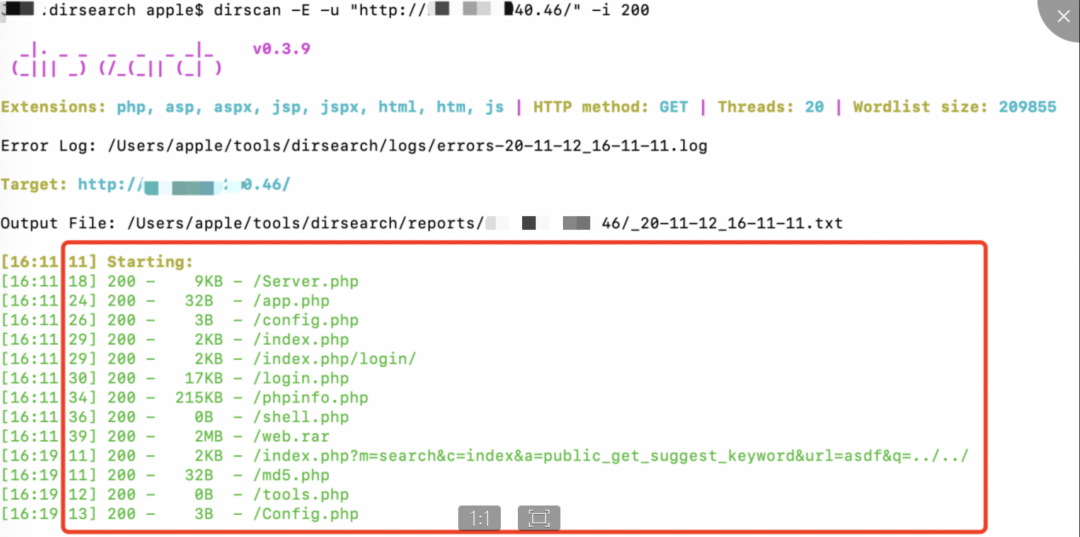 .dirsearch apple$ dirscan -E -u "http:// 40.46/" -i 200
dirsearch v0.3.9
Extensions: php, asp, aspx, jsp, jspx, html, htm, js | HTTP method: GET | Threads: 20 | Wordlist size: 209855
Error Log: /Users/apple/tools/dirsearch/logs/errors-20-11-12_16-11-11.log
Target: http:// 0.46/
Output File: /Users/apple/tools/dirsearch/reports/ 46/_20-11-12_16-11-11.txt
[16:11:11] Starting:
[16:11:18] 200 - 9KB - /Server.php
[16:11:24] 200 - 32B - /app.php
[16:11:26] 200 - 3B - /config.php
[16:11:29] 200 - 2KB - /index.php
[16:11:29] 200 - 2KB - /index.php/login/
[16:11:30] 200 - 17KB - /login.php
[16:11:34] 200 - 215KB - /phpinfo.php
[16:11:36] 200 - 0B - /shell.php
[16:11:39] 200 - 2MB - /web.rar
[16:19:11] 200 - 2KB - /index.php?m=search&c=index&a=public_get_suggest_keyword&url=asdf&q=../../
[16:19:11] 200 - 32B - /md5.php
[16:19:12] 200 - 0B - /tools.php
[16:19:13] 200 - 3B - /Config.php
1:1